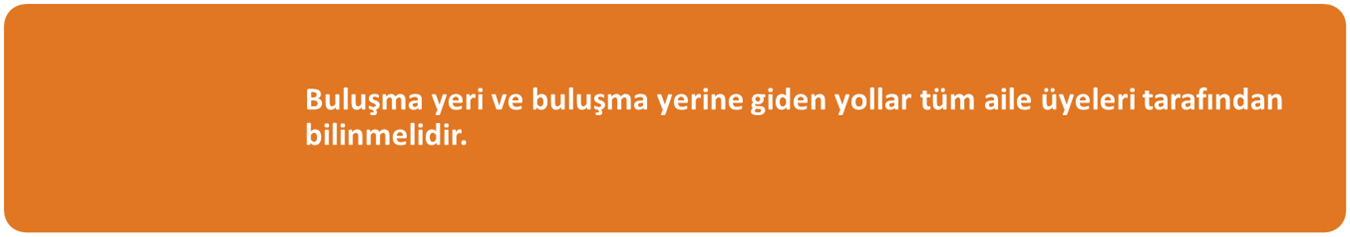 Buluşma yeri ve buluşma yerine giden yollar tüm aile üyeleri tarafından
bilinmelidir.